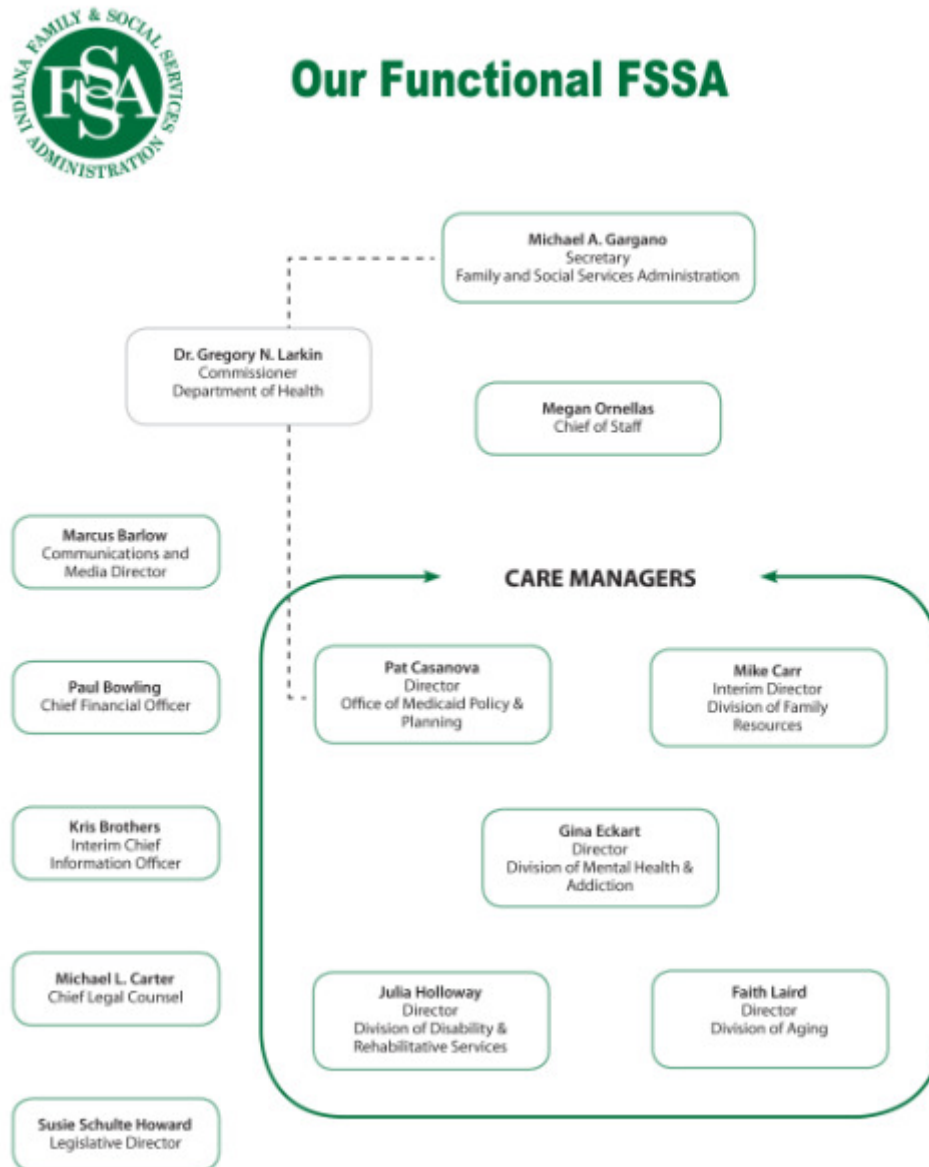 INDIANA FAMILY & SOCIAL SERVICES ADMINISTRATION
FSSA
Our Functional FSSA
Michael A. Gargano
Secretary
Family and Social Services Administration
Dr. Gregory N. Larkin
Commissioner
Department of Health
Megan Ornellas
Chief of Staff
Marcus Barlow
Communications and
Media Director
CARE MANAGERS
Pat Casanova
Director
Office of Medicaid Policy &
Planning
Mike Carr
Interim Director
Division of Family
Resources
Paul Bowling
Chief Financial Officer
Kris Brothers
Interim Chief
Information Officer
Gina Eckart
Director
Division of Mental Health &
Addiction
Michael L. Carter
Chief Legal Counsel
Julia Holloway
Director
Division of Disability &
Rehabilitative Services
Faith Laird
Director
Division of Aging
Susie Schulte Howard
Legislative Director